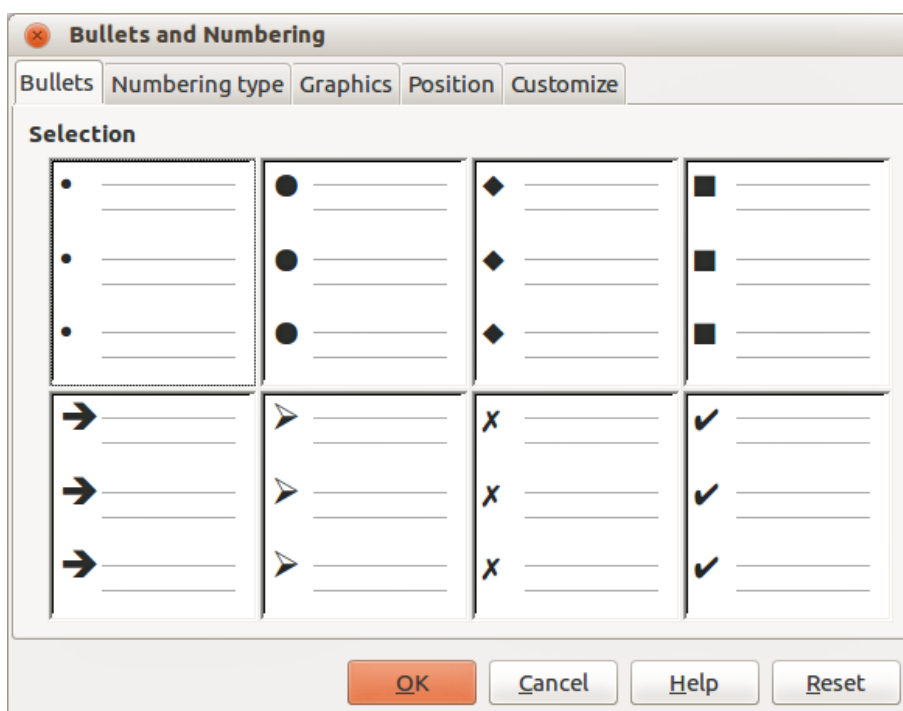 Bullets and Numbering
Bullets Numbering type Graphics Position Customize
Selection
OK Cancel Help Reset